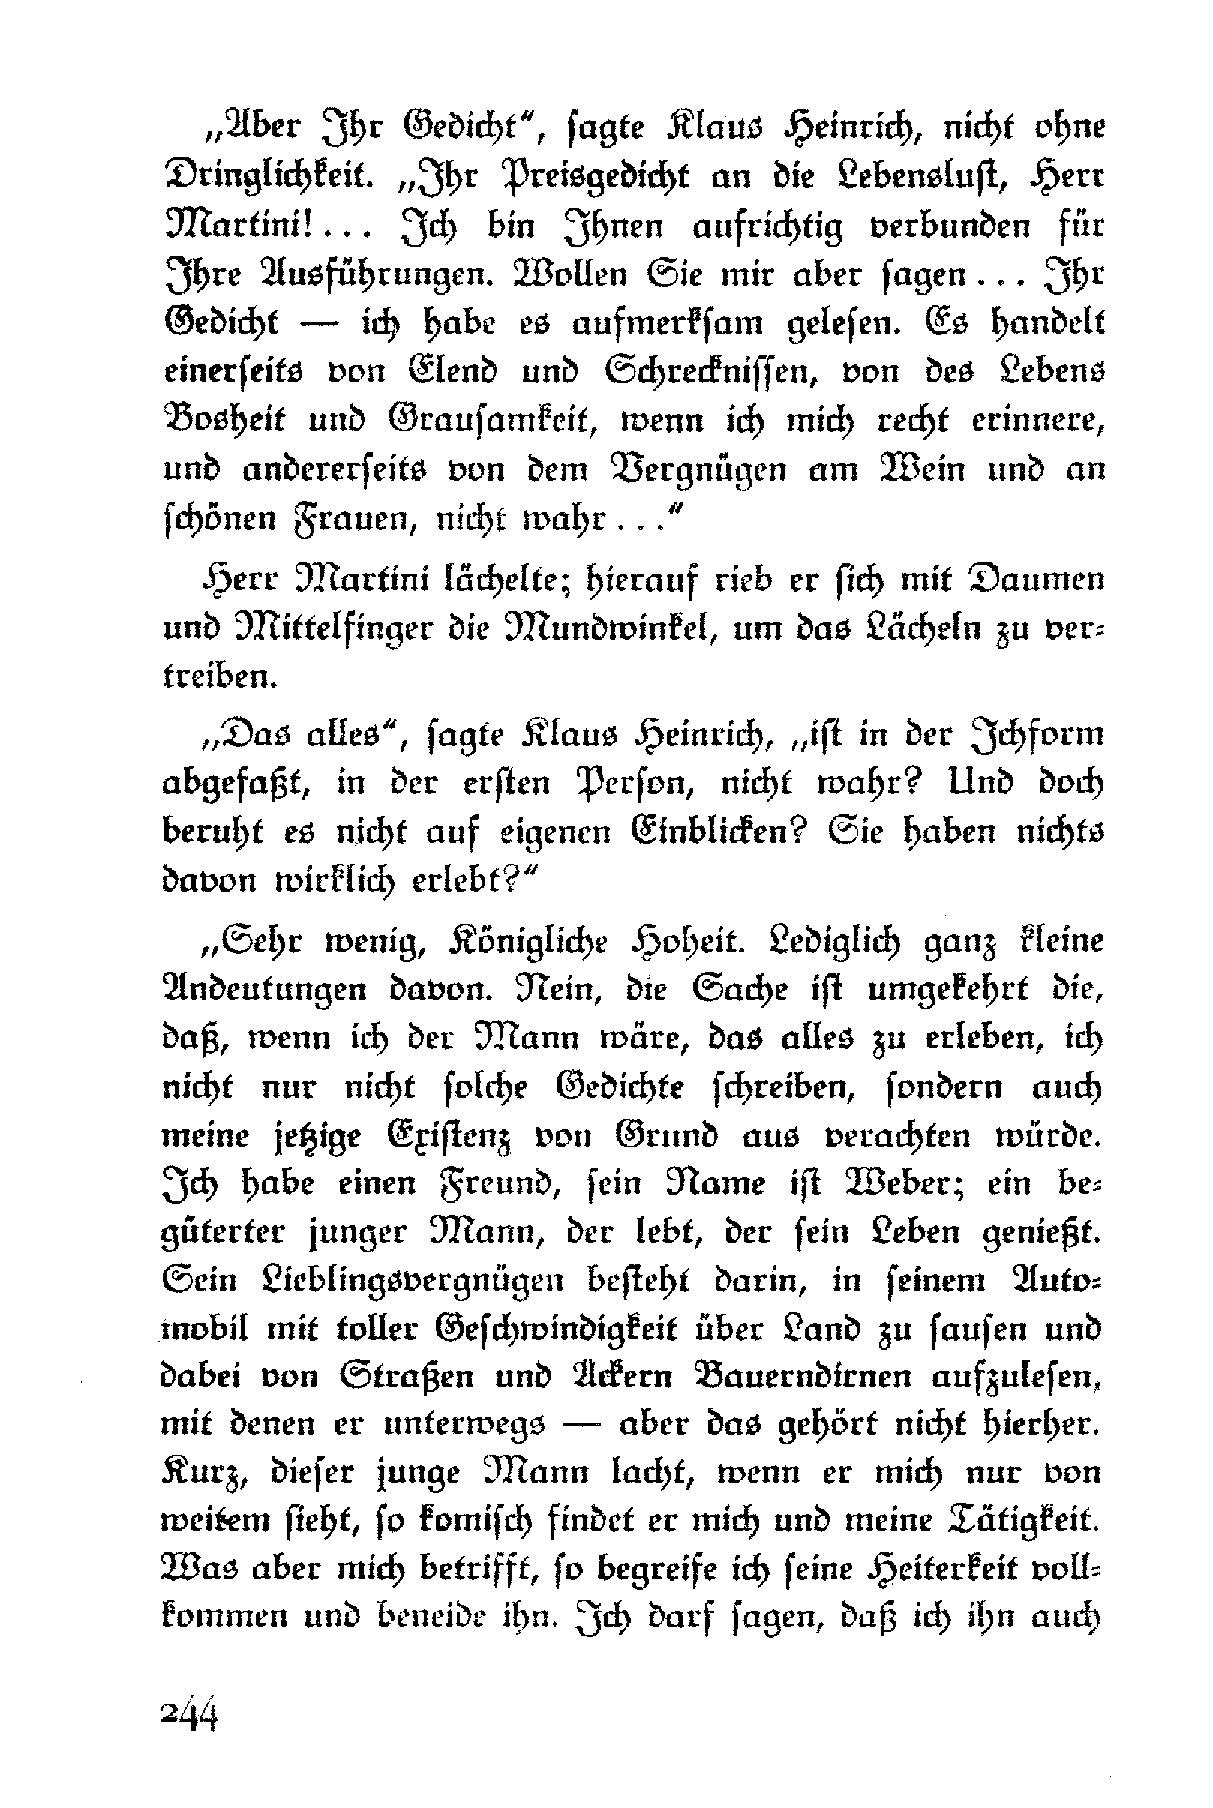 „Aber Ihr Gedicht“, sagte Klaus Heinrich, nicht ohne
Dringlichkeit. „Ihr Preisgedicht an die Lebenslust, Herr
Martini!... Ich bin Ihnen aufrichtig verbunden für
Ihre Ausführungen. Wollen Sie mir aber sagen... Ihr
Gedicht — ich habe es aufmerksam gelesen. Es handelt
einerseits von Elend und Schrecknissen, von des Lebens
Bosheit und Grausamkeit, wenn ich mich recht erinnere,
und andererseits von dem Vergnügen am Wein und an
schönen Frauen, nicht wahr...“
Herr Martini lächelte; hierauf rieb er sich mit Daumen
und Mittelfinger die Mundwinkel, um das Lächeln zu ver-
treiben.
„Das alles“, sagte Klaus Heinrich, „ist in der Ichform
abgefaßt, in der ersten Person, nicht wahr? Und doch
beruht es nicht auf eigenen Einblicken? Sie haben nichts
davon wirklich erlebt?“
„Sehr wenig, Königliche Hoheit. Lediglich ganz kleine
Andeutungen davon. Nein, die Sache ist umgekehrt die,
daß, wenn ich der Mann wäre, das alles zu erleben, ich
nicht nur nicht solche Gedichte schreiben, sondern auch
meine jetzige Existenz von Grund aus verachten würde.
Ich habe einen Freund, sein Name ist Weber; ein be-
güterter junger Mann, der lebt, der sein Leben genießt.
Sein Lieblingsvergnügen besteht darin, in seinem Auto-
mobil mit toller Geschwindigkeit über Land zu sausen und
dabei von Straßen und Äckern Bauerndirnen aufzulesen,
mit denen er unterwegs — aber das gehört nicht hierher.
Kurz, dieser junge Mann lacht, wenn er mich nur von
weitem sieht, so komisch findet er mich und meine Tätigkeit.
Was aber mich betrifft, so begreife ich seine Heiterkeit voll-
kommen und beneide ihn. Ich darf sagen, daß ich ihn auch
244